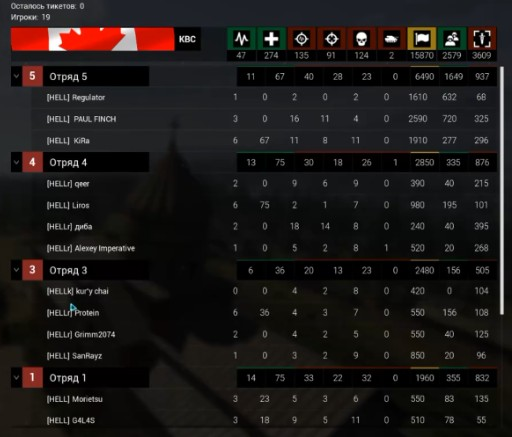 Осталось тикетов: 0
Игроки: 19
КВС
47 274 135 91 124 2 15870 2579 3609
5 Отряд 5 11 67 40 28 23 0 6490 1649 937
[HELL] Regulator 1 0 2 0 2 0 1610 632 68
[HELL] PAUL FINCH 3 0 16 11 4 0 2590 720 325
[HELL] KiRa 6 67 11 8 11 0 1910 277 296
4 Отряд 4 13 75 30 18 26 1 2850 335 876
[HELLr] qeer 2 0 9 6 9 0 390 40 215
[HELL] Liros 6 75 2 1 7 0 980 195 101
[HELLr] диба 2 0 18 14 8 0 240 40 395
[HELLr] Alexey Imperative 1 0 5 2 8 1 520 20 268
3 Отряд 3 6 36 20 13 23 0 2480 156 505
[HELLk] kur'y chai 0 0 4 2 8 0 420 0 104
[HELLr] Protein 6 36 4 3 7 0 550 156 108
[HELLr] Grimm2074 2 0 4 2 5 0 550 40 125
[HELL] SanRayz 1 0 3 2 9 0 850 20 96
1 Отряд 1 14 75 33 22 32 0 1960 355 832
[HELL] Morietsu 3 23 5 3 6 0 550 83 135
[HELL] G4L4S 3 18 9 5 11 0 510 78 55